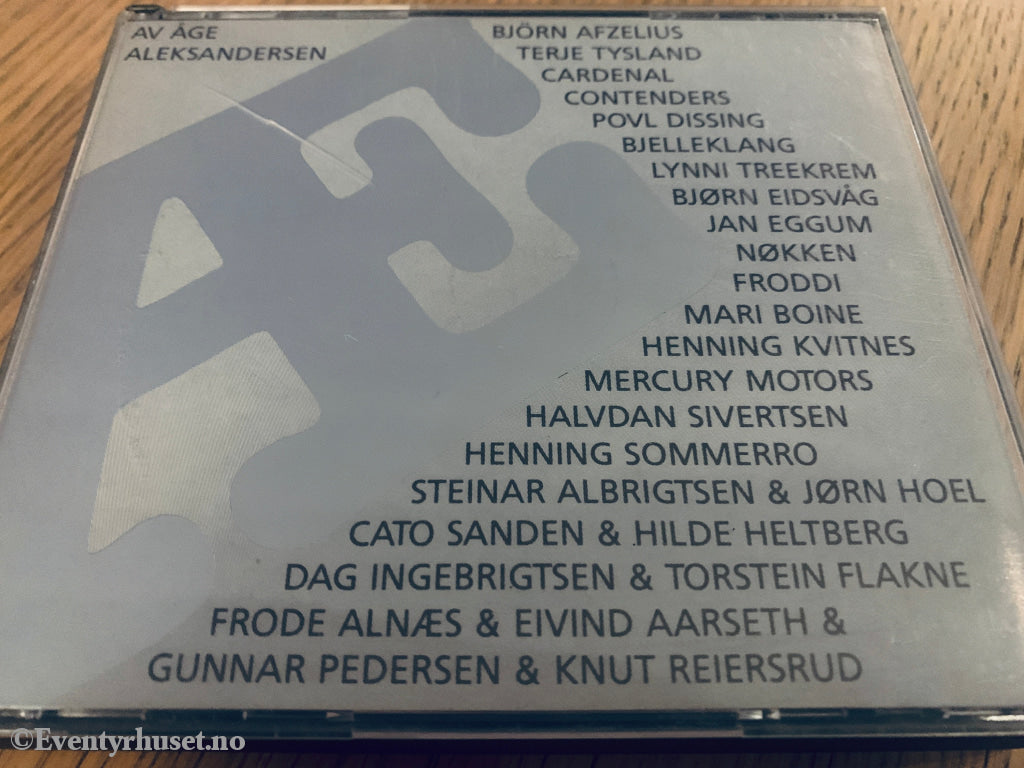 AV ÅGE
ALEKSANDERSEN
BJÖRN AFZELIUS
TERJE TYSLAND
CARDENAL
CONTENDERS
POVL DISSING
BJELLEKLANG
LYNNI TREEKREM
BJØRN EIDSVÅG
JAN EGGUM
NØKKEN
FRODDI
MARI BOINE
HENNING KVITNES
MERCURY MOTORS
HALVDAN SIVERTSEN
HENNING SOMMERRO
STEINAR ALBRIGTSEN & JØRN HOEL
CATO SANDEN & HILDE HELTBERG
DAG INGEBRIGTSEN & TORSTEIN FLAKNE
FRODE ALNÆS & EIVIND AARSETH &
GUNNAR PEDERSEN & KNUT REIERSRUD
©Eventyrhuset.no